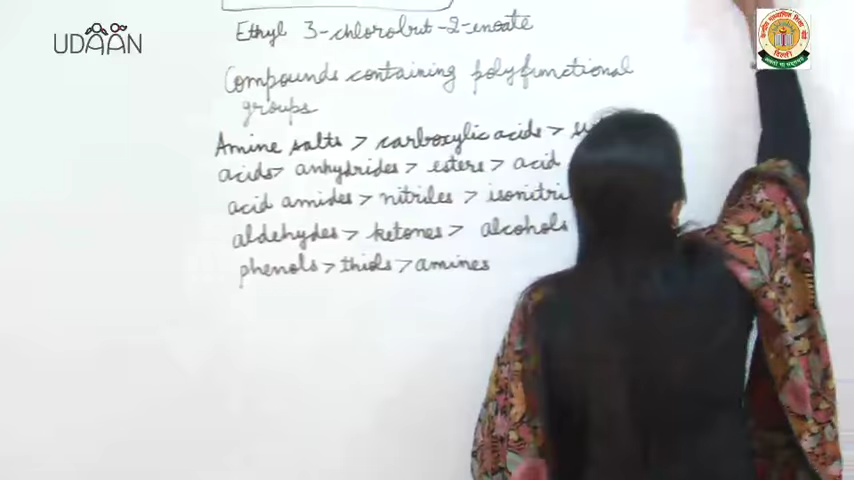 UDAAN
Ethyl 3-chlorobut-2-enoate
Compounds containing polyfunctional
groups
Amine salts > carboxylic acids >
acids > anhydrides > esters > acid
acid amides > nitriles >
aldehydes > ketones > alcohols
phenols > thiols > amines